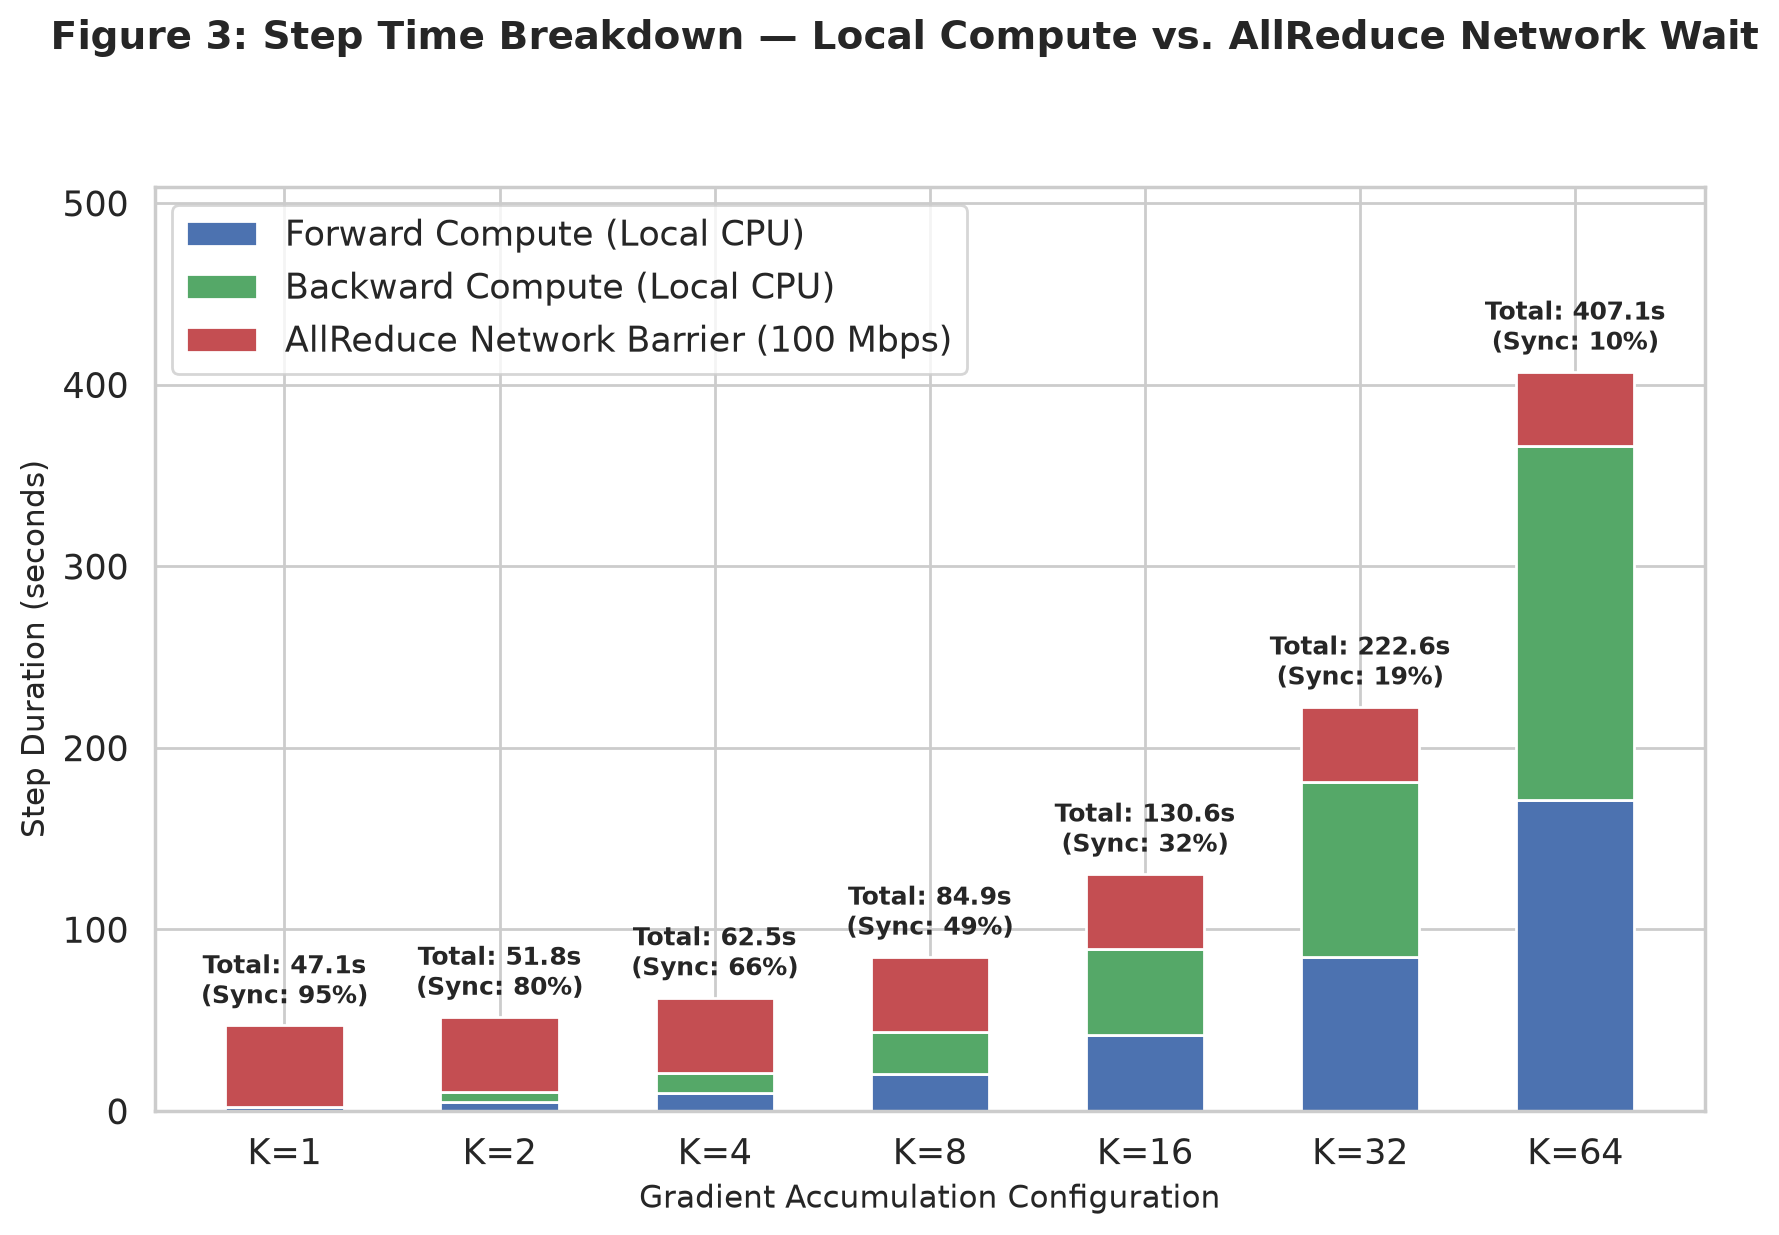 Figure 3: Step Time Breakdown — Local Compute vs. AllReduce Network Wait
Forward Compute (Local CPU)
Backward Compute (Local CPU)
AllReduce Network Barrier (100 Mbps)
Step Duration (seconds)
500
400
300
200
100
0
Total: 47.1s
(Sync: 95%)
Total: 51.8s
(Sync: 80%)
Total: 62.5s
(Sync: 66%)
Total: 84.9s
(Sync: 49%)
Total: 130.6s
(Sync: 32%)
Total: 222.6s
(Sync: 19%)
Total: 407.1s
(Sync: 10%)
K=1
K=2
K=4
K=8
K=16
K=32
K=64
Gradient Accumulation Configuration